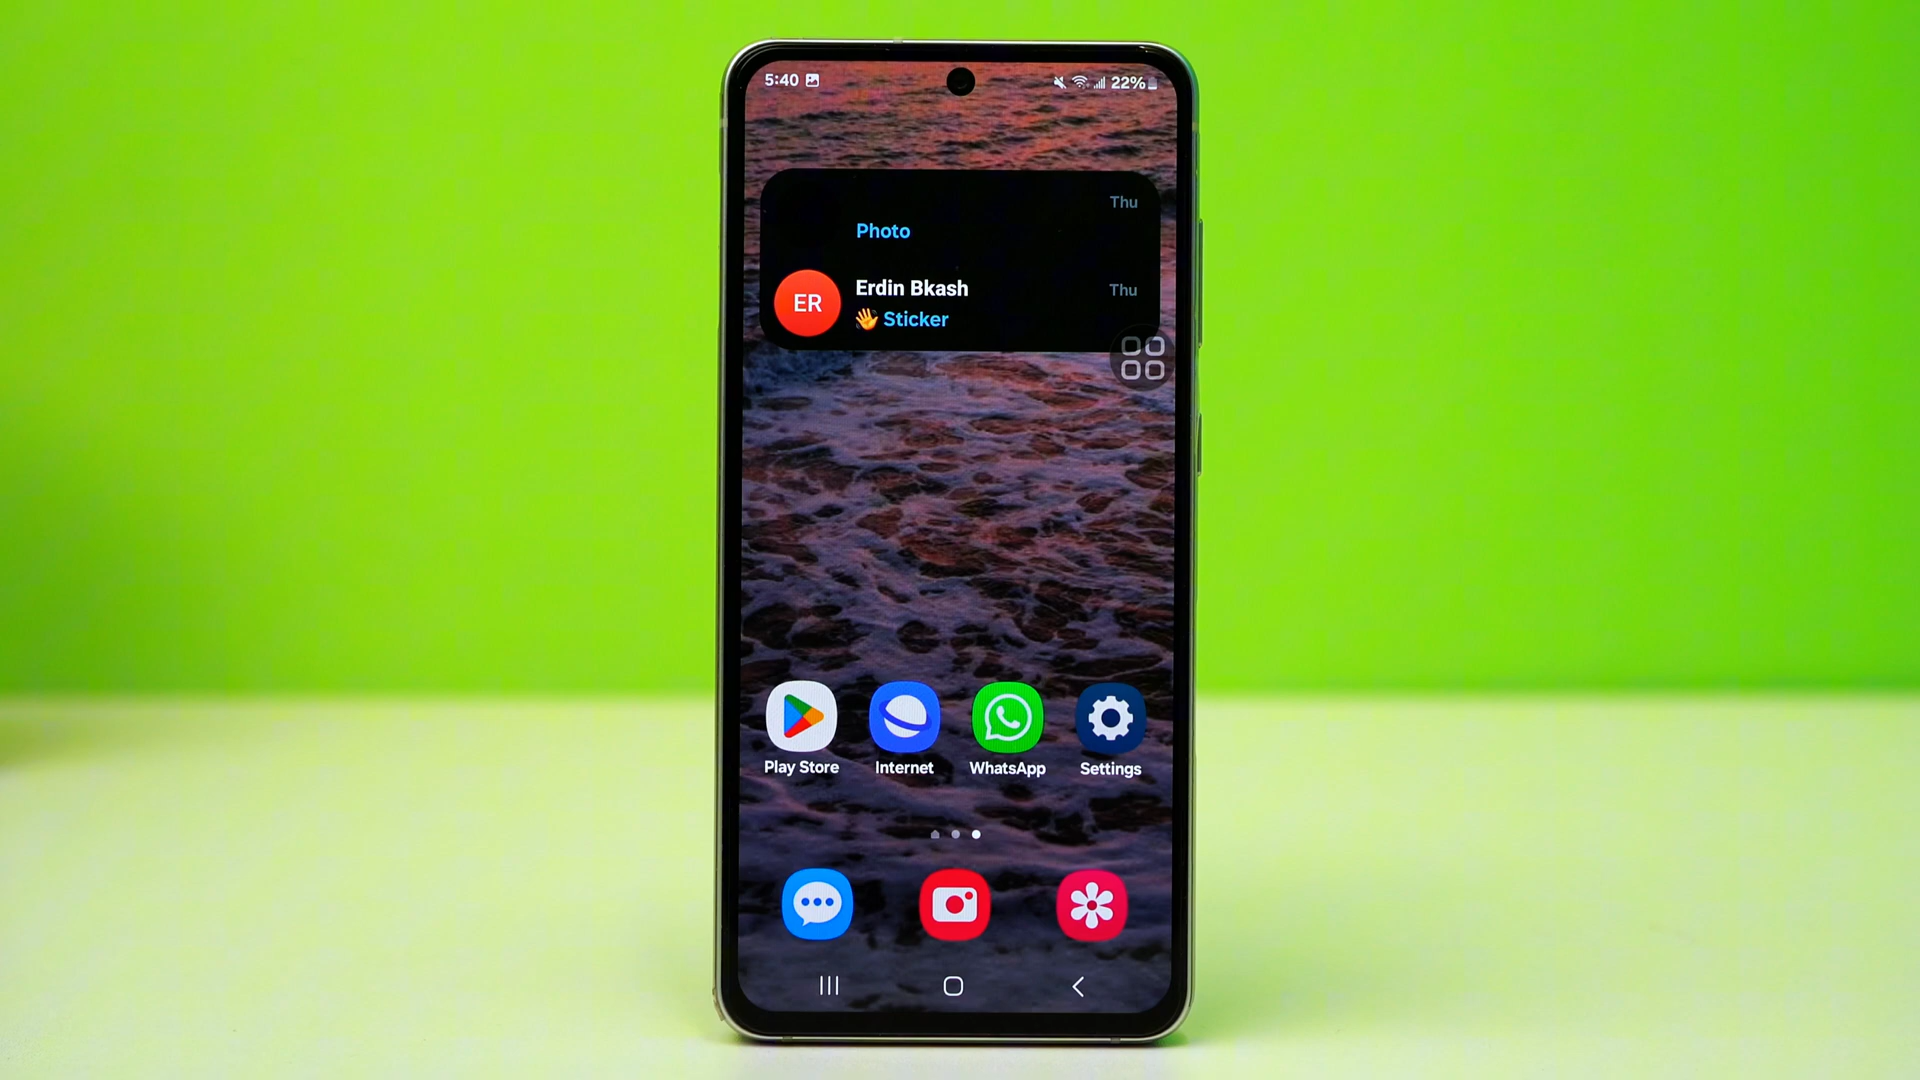 5:40 22%
Thu
Photo
Erdin Bkash Thu
ER
👋 Sticker
Play Store Internet WhatsApp Settings